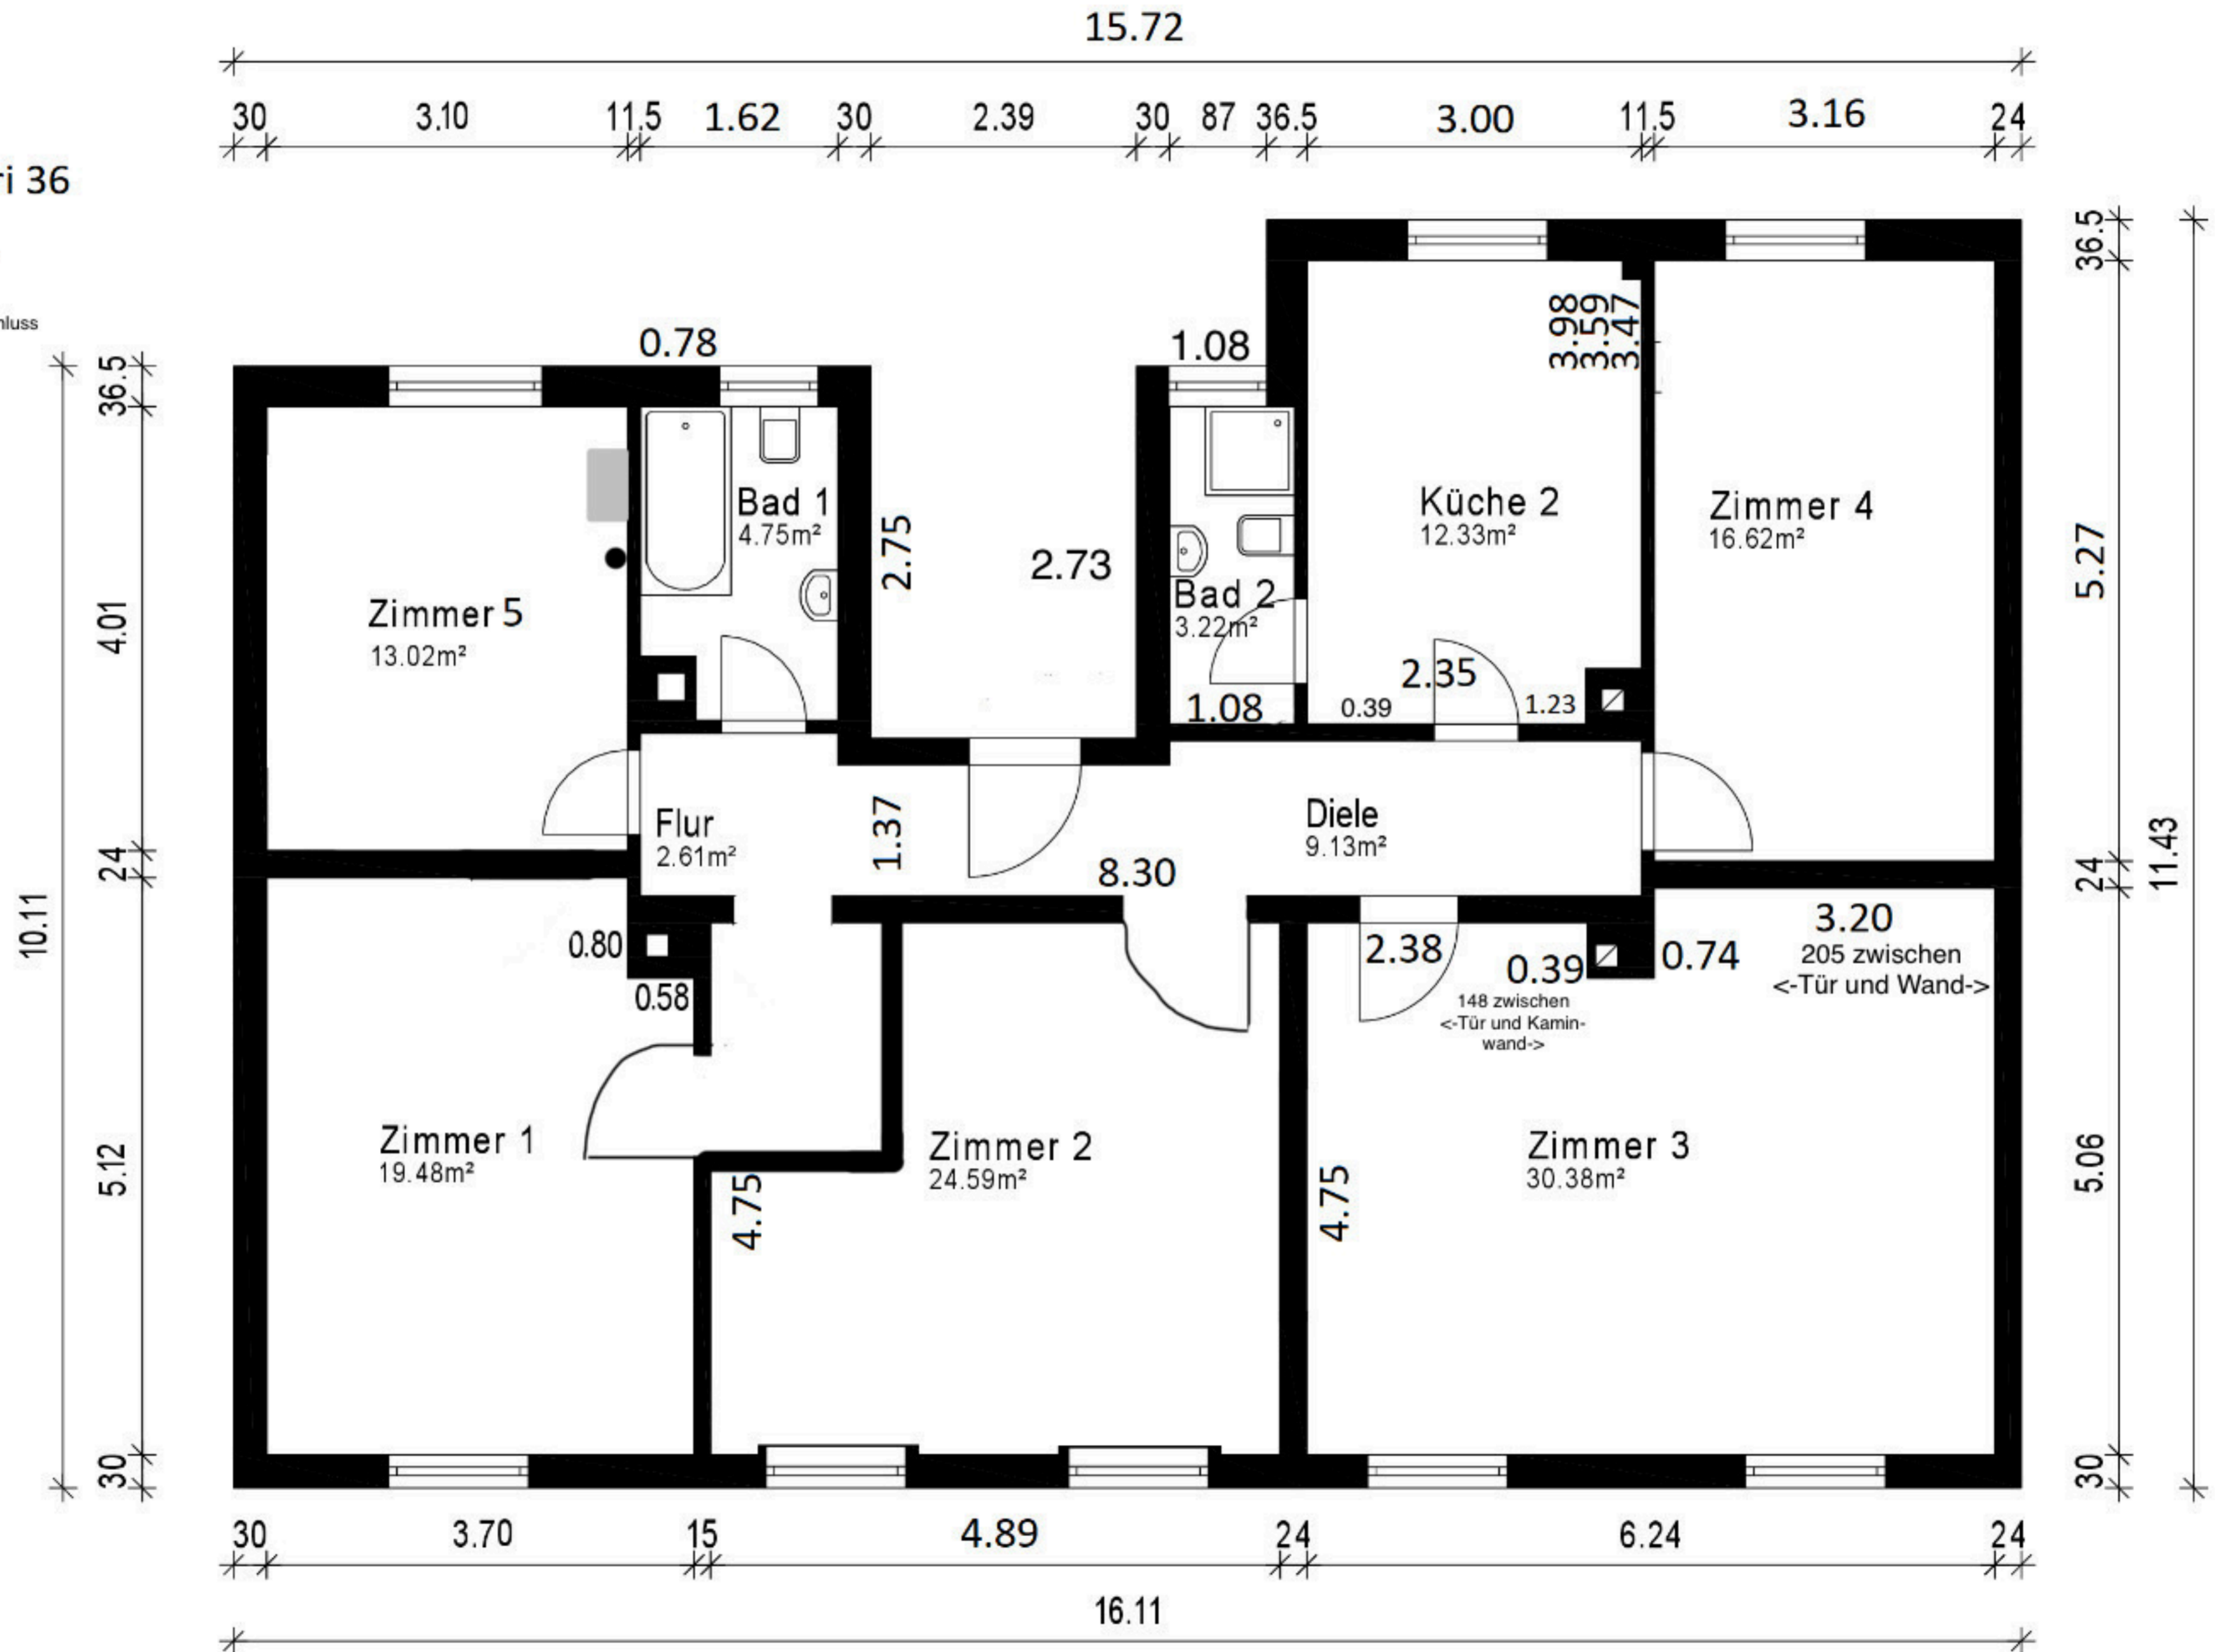 15.72
30 3.10 11.5 1.62 30 2.39 30 87 36.5 3.00 11.5 3.16 24
ri 36
hluss
0.78
1.08
36.5
36.5
3.98
3.59
3.47
Bad 1
4.75m²
2.75
2.73
Küche 2
12.33m²
Zimmer 4
16.62m²
5.27
Zimmer 5
13.02m²
4.01
Bad 2
3.22m²
2.35
1.08
0.39
1.23
Flur
2.61m²
1.37
8.30
Diele
9.13m²
24
24
11.43
10.11
0.80
0.58
2.38
0.39
0.74
3.20
205 zwischen
<-Tür und Wand->
148 zwischen
<-Tür und Kamin-
wand->
Zimmer 1
19.48m²
5.12
4.75
Zimmer 2
24.59m²
4.75
Zimmer 3
30.38m²
5.06
30
30
30 3.70 15 4.89 24 6.24 24
16.11